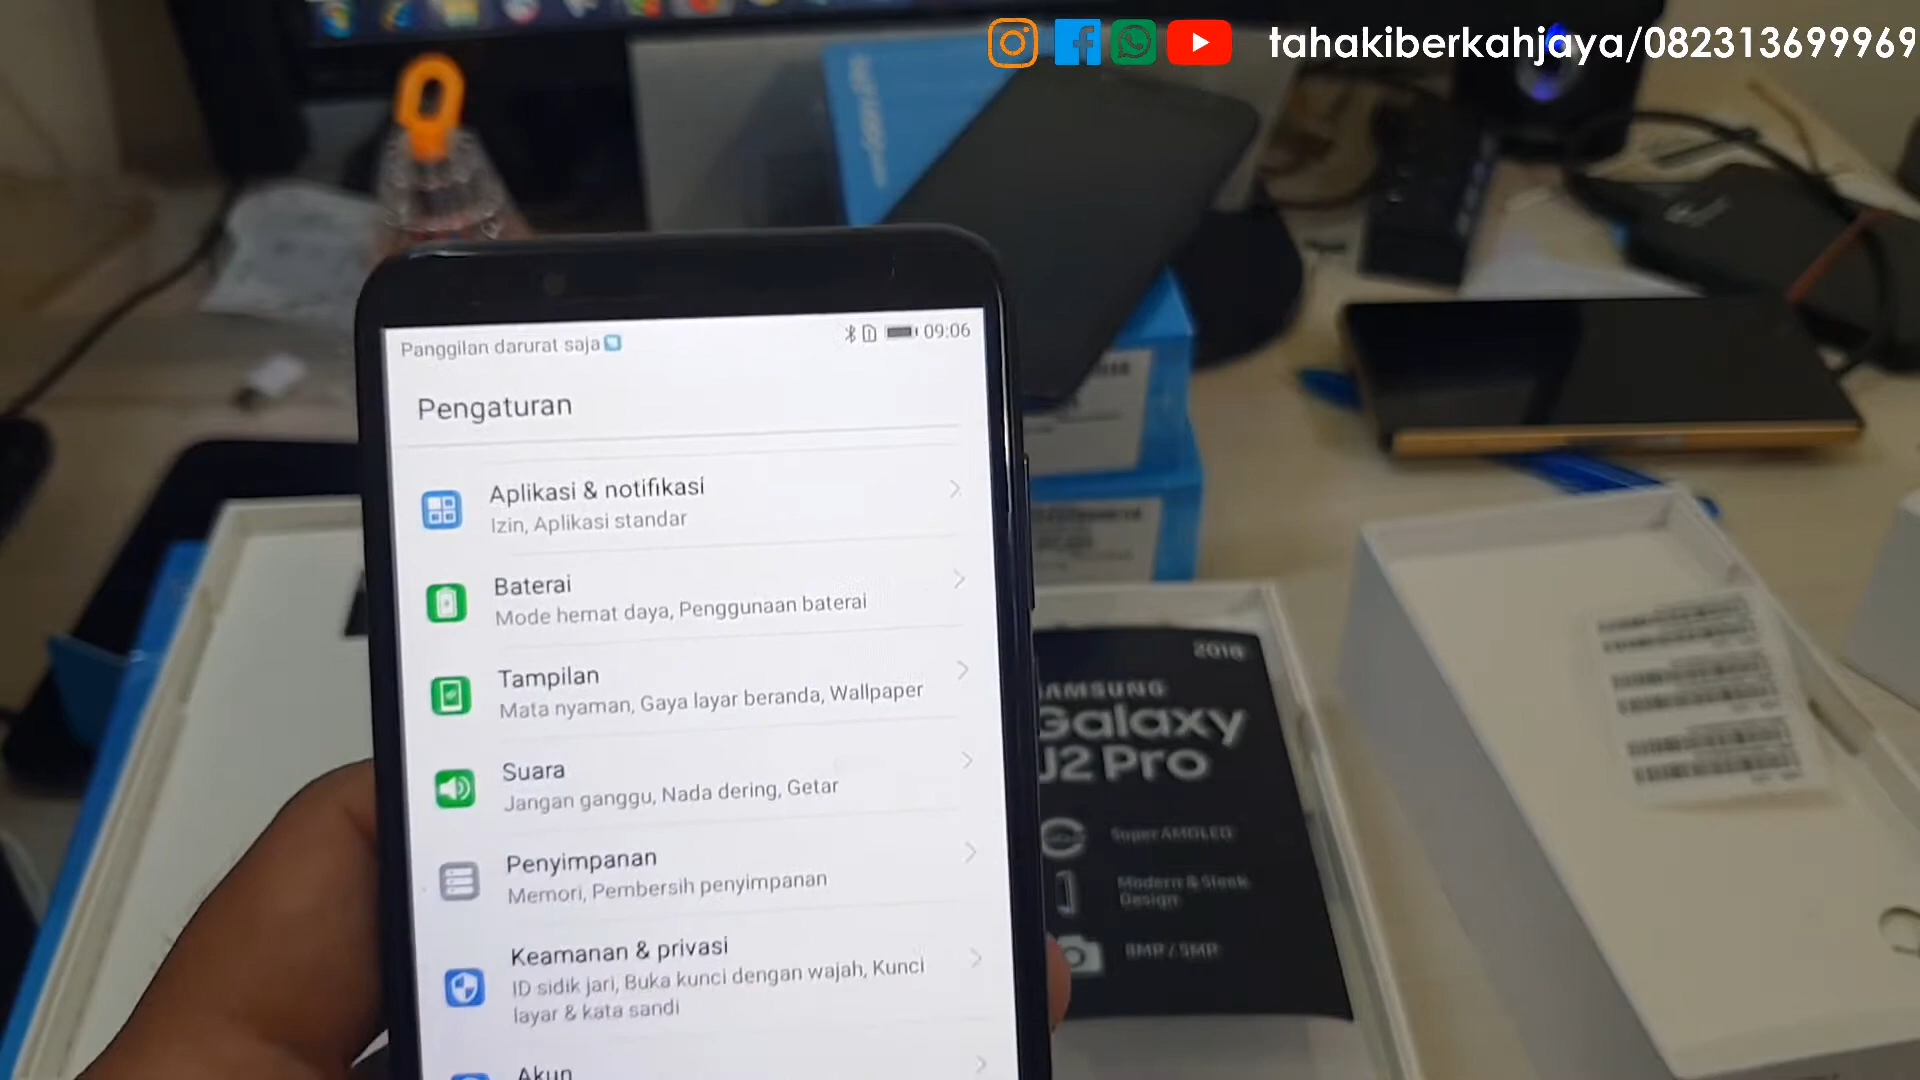 tahakiberkahjaya/082313699969
Panggilan darurat saja
09:06
Pengaturan
Aplikasi & notifikasi
Izin, Aplikasi standar
Baterai
Mode hemat daya, Penggunaan baterai
Tampilan
Mata nyaman, Gaya layar beranda, Wallpaper
Suara
Jangan ganggu, Nada dering, Getar
Penyimpanan
Memori, Pembersih penyimpanan
Keamanan & privasi
ID sidik jari, Buka kunci dengan wajah, Kunci
layar & kata sandi
Akun
2018
SAMSUNG
Galaxy
J2 Pro
Super AMOLED
Modern & Sleek
Design
8MP / 5MP